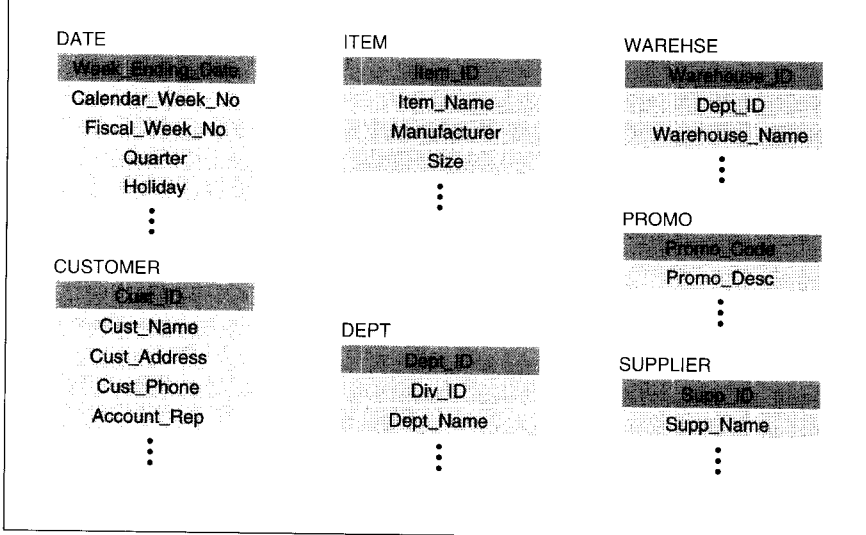 DATE
Week_Ending_Date
Calendar_Week_No
Fiscal_Week_No
Quarter
Holiday
CUSTOMER
Cust_ID
Cust_Name
Cust_Address
Cust_Phone
Account_Rep
ITEM
Item_ID
Item_Name
Manufacturer
Size
DEPT
Dept_ID
Div_ID
Dept_Name
WAREHSE
Warehouse_ID
Dept_ID
Warehouse_Name
PROMO
Promo_Code
Promo_Desc
SUPPLIER
Supp_ID
Supp_Name